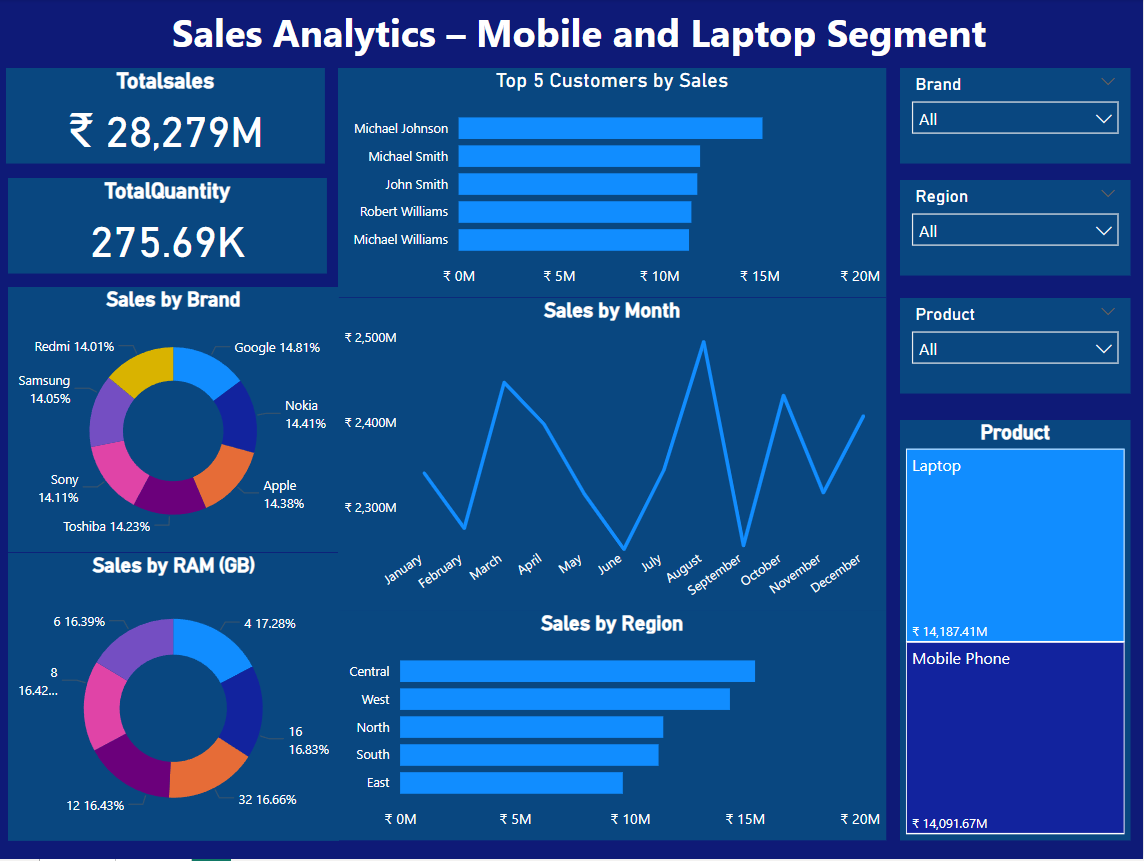 Sales Analytics – Mobile and Laptop Segment
Totalsales
₹ 28,279M
TotalQuantity
275.69K
Sales by Brand
Redmi 14.01%
Google 14.81%
Samsung
14.05%
Nokia
14.41%
Sony
14.11%
Apple
14.38%
Toshiba 14.23%
Sales by RAM (GB)
6 16.39%
4 17.28%
8
16.42...
16
16.83%
12 16.43%
32 16.66%
Top 5 Customers by Sales
Michael Johnson
Michael Smith
John Smith
Robert Williams
Michael Williams
₹ 0M ₹ 5M ₹ 10M ₹ 15M ₹ 20M
Sales by Month
₹ 2,500M
₹ 2,400M
₹ 2,300M
January February March April May June July August September October November December
Sales by Region
Central
West
North
South
East
₹ 0M ₹ 5M ₹ 10M ₹ 15M ₹ 20M
Brand
All
Region
All
Product
All
Product
Laptop
₹ 14,187.41M
Mobile Phone
₹ 14,091.67M